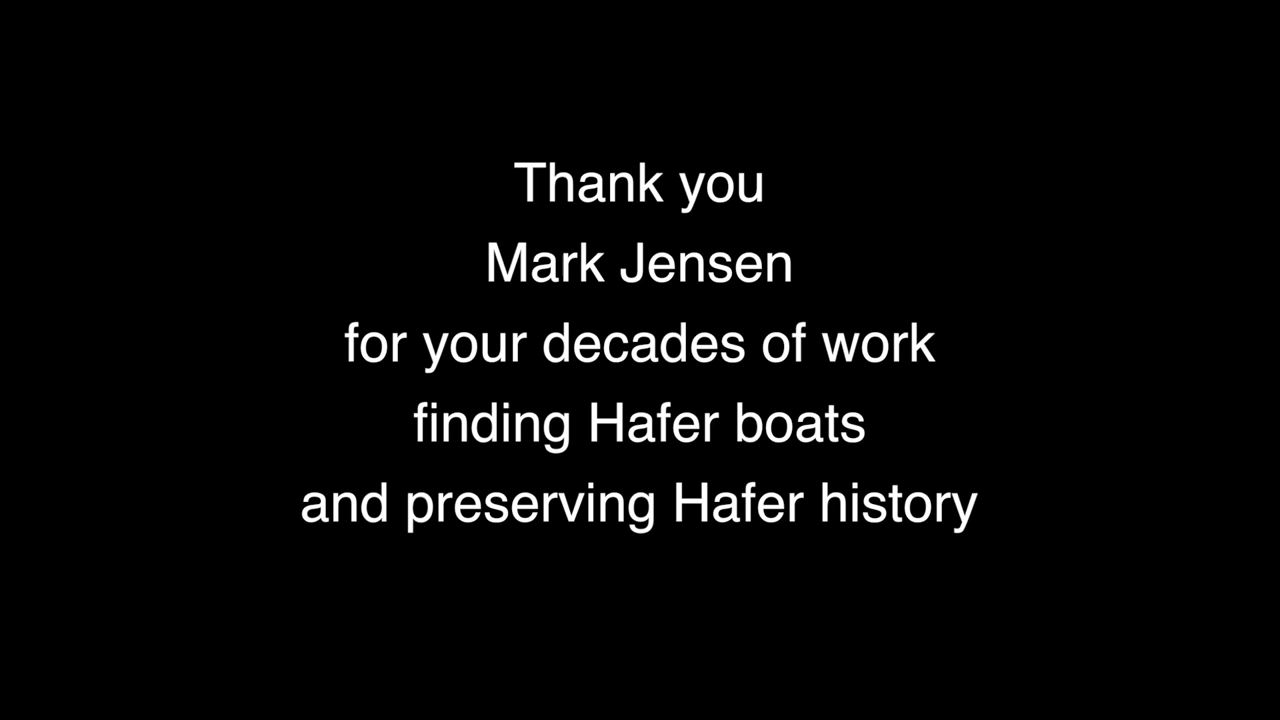 Thank you
Mark Jensen
for your decades of work
finding Hafer boats
and preserving Hafer history